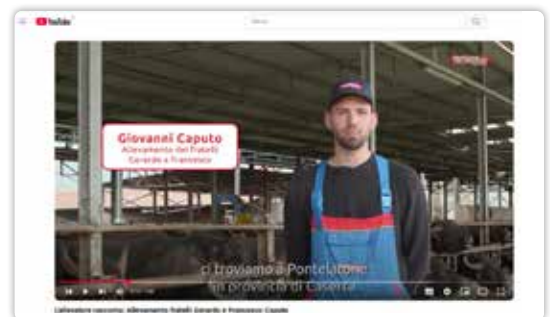 YouTube
Giovanni Caputo
Allevamento dei fratelli
Gerardo e Francesco
ci troviamo a Pontelatone
in provincia di Caserta
L'allevatore racconta: Allevamento fratelli Gerardo e Francesco Caputo